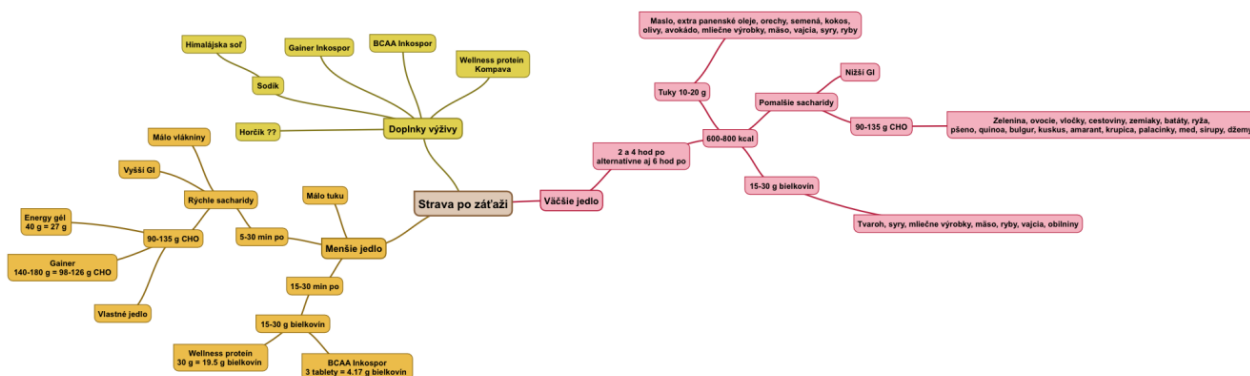 Strava po záťaži
Doplnky výživy
Himalájska soľ
Sodík
Gainer Inkospor
BCAA Inkospor
Wellness proteín
Kompava
Horčík ??
Menšie jedlo
Málo tuku
5-30 min po
Rýchle sacharidy
Málo vlákniny
Vyšší GI
90-135 g CHO
Energy gél
40 g = 27 g
Gainer
140-180 g = 98-126 g CHO
Vlastné jedlo
15-30 min po
15-30 g bielkovín
Wellness proteín
30 g = 19.5 g bielkovín
BCAA Inkospor
3 tablety = 4.17 g bielkovín
Väčšie jedlo
2 a 4 hod po
alternatívne aj 6 hod po
600-800 kcal
Tuky 10-20 g
Maslo, extra panenské oleje, orechy, semená, kokos,
olivy, avokádo, mliečne výrobky, mäso, vajcia, syry, ryby
Pomalšie sacharidy
Nižší GI
90-135 g CHO
Zelenina, ovocie, vločky, cestoviny, zemiaky, batáty, ryža,
pšeno, quinoa, bulgur, kuskus, amarant, krupica, palacinky, med, sirupy, džemy
15-30 g bielkovín
Tvaroh, syry, mliečne výrobky, mäso, ryby, vajcia, obilniny